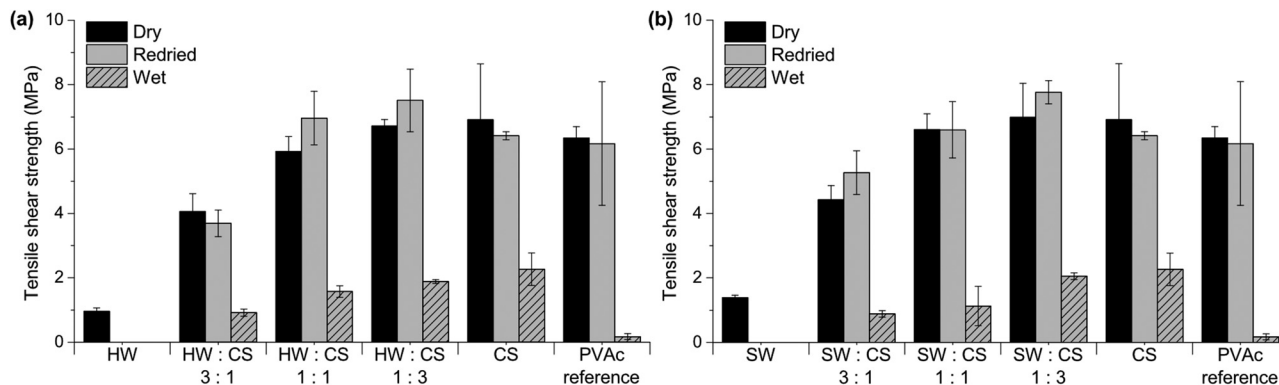 (a)
Tensile shear strength (MPa)
10
8
6
4
2
0
Dry
Redried
Wet
HW
HW : CS
3 : 1
HW : CS
1 : 1
HW : CS
1 : 3
CS
PVAc
reference
(b)
Tensile shear strength (MPa)
10
8
6
4
2
0
Dry
Redried
Wet
SW
SW : CS
3 : 1
SW : CS
1 : 1
SW : CS
1 : 3
CS
PVAc
reference